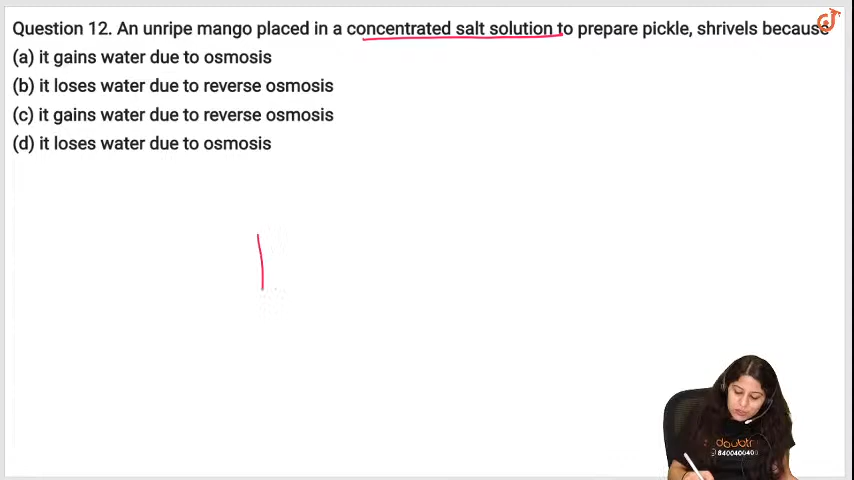 Question 12. An unripe mango placed in a concentrated salt solution to prepare pickle, shrivels because
(a) it gains water due to osmosis
(b) it loses water due to reverse osmosis
(c) it gains water due to reverse osmosis
(d) it loses water due to osmosis
doubtn
8400400400